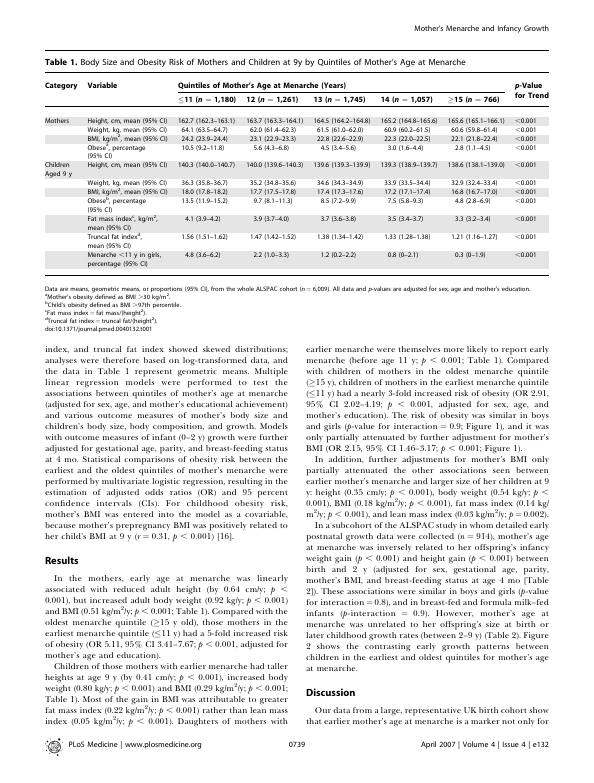 Mother's Menarche and Infancy Growth
Table 1. Body Size and Obesity Risk of Mothers and Children at 9y by Quintiles of Mother's Age at Menarche
Category Variable Quintiles of Mother's Age at Menarche (Years) p-Value for Trend
≤11 (n = 1,180) 12 (n = 1,261) 13 (n = 1,745) 14 (n = 1,057) ≥15 (n = 766)
Mothers Height, cm, mean (95% CI) 162.7 (162.3–163.1) 163.7 (163.3–164.1) 164.5 (164.2–164.8) 165.2 (164.8–165.6) 165.6 (165.1–166.1) <0.001
Weight, kg, mean (95% CI) 64.1 (63.5–64.7) 62.0 (61.4–62.3) 61.5 (61.0–62.0) 60.9 (60.2–61.5) 60.6 (59.8–61.4) <0.001
BMI, kg/m², mean (95% CI) 24.2 (23.9–24.4) 23.1 (22.9–23.3) 22.8 (22.6–22.9) 22.3 (22.0–22.5) 22.1 (21.8–22.4) <0.001
Obeseᵃ, percentage (95% CI) 10.5 (9.2–11.8) 5.6 (4.3–6.8) 4.5 (3.4–5.6) 3.0 (1.6–4.4) 2.8 (1.1–4.5) <0.001
Children Aged 9 y Height, cm, mean (95% CI) 140.3 (140.0–140.7) 140.0 (139.6–140.3) 139.6 (139.3–139.9) 139.3 (138.9–139.7) 138.6 (138.1–139.0) <0.001
Weight, kg, mean (95% CI) 36.3 (35.8–36.7) 35.2 (34.8–35.6) 34.6 (34.3–34.9) 33.9 (33.5–34.4) 32.9 (32.4–33.4) <0.001
BMI, kg/m², mean (95% CI) 18.0 (17.8–18.2) 17.7 (17.5–17.8) 17.4 (17.3–17.6) 17.2 (17.1–17.4) 16.8 (16.7–17.0) <0.001
Obeseᵇ, percentage (95% CI) 13.5 (11.9–15.2) 9.7 (8.1–11.3) 8.5 (7.2–9.9) 7.5 (5.8–9.3) 4.8 (2.8–6.9) <0.001
Fat mass indexᶜ, kg/m², mean (95% CI) 4.1 (3.9–4.2) 3.9 (3.7–4.0) 3.7 (3.6–3.8) 3.5 (3.4–3.7) 3.3 (3.2–3.4) <0.001
Truncal fat indexᵈ, mean (95% CI) 1.56 (1.51–1.62) 1.47 (1.42–1.52) 1.38 (1.34–1.42) 1.33 (1.28–1.38) 1.21 (1.16–1.27) <0.001
Menarche <11 y in girls, percentage (95% CI) 4.8 (3.6–6.2) 2.2 (1.0–3.3) 1.2 (0.2–2.2) 0.8 (0–2.1) 0.3 (0–1.9) <0.001
Data are means, geometric means, or proportions (95% CI), from the whole ALSPAC cohort (n = 6,009). All data and p-values are adjusted for sex, age and mother's education.
ᵃMother's obesity defined as BMI >30 kg/m².
ᵇChild's obesity defined as BMI >97th percentile.
ᶜFat mass index = fat mass/(height²).
ᵈTruncal fat index = truncal fat/(height²).
doi:10.1371/journal.pmed.0040132.t001
index, and truncal fat index showed skewed distributions;
analyses were therefore based on log-transformed data, and
the data in Table 1 represent geometric means. Multiple
linear regression models were performed to test the
associations between quintiles of mother's age at menarche
(adjusted for sex, age, and mother's educational achievement)
and various outcome measures of mother's body size and
children's body size, body composition, and growth. Models
with outcome measures of infant (0–2 y) growth were further
adjusted for gestational age, parity, and breast-feeding status
at 4 mo. Statistical comparisons of obesity risk between the
earliest and the oldest quintiles of mother's menarche were
performed by multivariate logistic regression, resulting in the
estimation of adjusted odds ratios (OR) and 95 percent
confidence intervals (CIs). For childhood obesity risk,
mother's BMI was entered into the model as a covariate,
because mother's prepregnancy BMI was positively related to
her child's BMI at 9 y (r = 0.31, p < 0.001) [16].
Results
In the mothers, early age at menarche was linearly
associated with reduced adult height (by 0.64 cm/y; p <
0.001), but increased adult body weight (0.92 kg/y; p < 0.001)
and BMI (0.51 kg/m²/y; p < 0.001; Table 1). Compared with the
oldest menarche quintile (≥15 y old), those mothers in the
earliest menarche quintile (≤11 y) had a 5-fold increased risk
of obesity (OR 5.11, 95% CI 3.41–7.67; p < 0.001, adjusted for
mother's age and education).
Children of those mothers with earlier menarche had taller
heights at age 9 y (by 0.41 cm/y; p < 0.001), increased body
weight (0.80 kg/y; p < 0.001) and BMI (0.29 kg/m²/y; p < 0.001;
Table 1). Most of the gain in BMI was attributable to greater
fat mass index (0.22 kg/m²/y; p < 0.001) rather than lean mass
index (0.05 kg/m²/y; p < 0.001). Daughters of mothers with
earlier menarche were themselves more likely to report early
menarche (before age 11 y; p < 0.001; Table 1). Compared
with children of mothers in the oldest menarche quintile
(≥15 y), children of mothers in the earliest menarche quintile
(≤11 y) had a nearly 3-fold increased risk of obesity (OR 2.91,
95% CI 2.02–4.19; p < 0.001, adjusted for sex, age, and
mother's education). The risk of obesity was similar in boys
and girls (p-value for interaction = 0.9; Figure 1), and it was
only partially attenuated by further adjustment for mother's
BMI (OR 2.15, 95% CI 1.46–3.17; p < 0.001; Figure 1).
In addition, further adjustments for mother's BMI only
partially attenuated the other associations seen between
earlier mother's menarche and larger size of her children at 9
y: height (0.35 cm/y; p < 0.001), body weight (0.54 kg/y; p <
0.001), BMI (0.18 kg/m²/y; p < 0.001), fat mass index (0.14 kg/
m²/y; p < 0.001), and lean mass index (0.03 kg/m²/y; p = 0.002).
In a subcohort of the ALSPAC study in whom detailed early
postnatal growth data were collected (n = 914), mother's age
at menarche was inversely related to her offspring's infancy
weight gain (p < 0.001) and height gain (p < 0.001) between
birth and 2 y (adjusted for sex, gestational age, parity,
mother's BMI, and breast-feeding status at age 4 mo [Table
2]). These associations were similar in boys and girls (p-value
for interaction = 0.8), and in breast-fed and formula milk–fed
infants (p-interaction = 0.9). However, mother's age at
menarche was unrelated to her offspring's size at birth or
later childhood growth rates (between 2–9 y) (Table 2). Figure
2 shows the contrasting early growth patterns between
children in the earliest and oldest quintiles for mother's age
at menarche.
Discussion
Our data from a large, representative UK birth cohort show
that earlier mother's age at menarche is a marker not only for
PLoS Medicine | www.plosmedicine.org 0739 April 2007 | Volume 4 | Issue 4 | e132